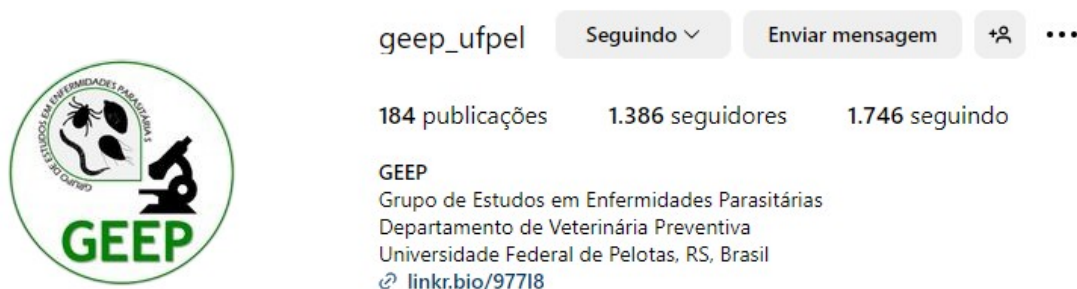 geep_ufpel Seguindo Enviar mensagem
184 publicações 1.386 seguidores 1.746 seguindo
GEEP
Grupo de Estudos em Enfermidades Parasitárias
Departamento de Veterinária Preventiva
Universidade Federal de Pelotas, RS, Brasil
linkr.bio/977I8
GRUPO DE ESTUDOS EM ENFERMIDADES PARASITÁRIAS
GEEP